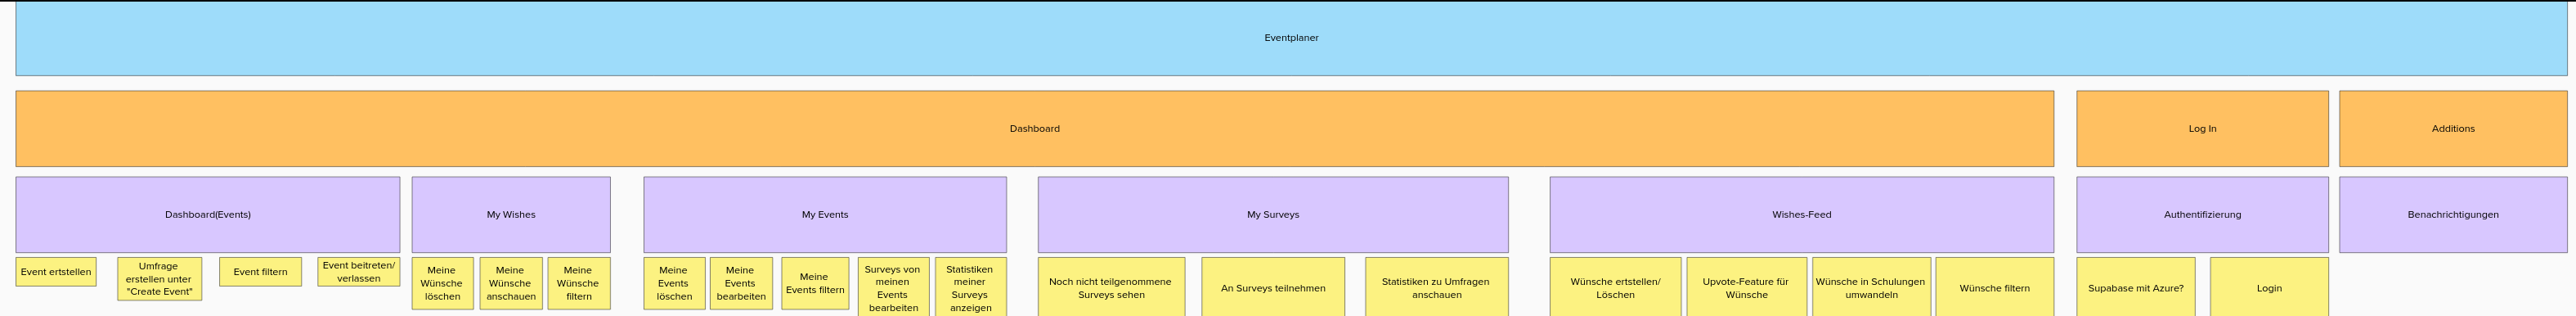 Eventplaner
Dashboard
Log In
Additions
Dashboard(Events)
My Wishes
My Events
My Surveys
Wishes-Feed
Authentifizierung
Benachrichtigungen
Event ertstellen
Umfrage
erstellen unter
"Create Event"
Event filtern
Event beitreten/
verlassen
Meine
Wünsche
löschen
Meine
Wünsche
anschauen
Meine
Wünsche
filtern
Meine
Events
löschen
Meine
Events
bearbeiten
Meine
Events filtern
Surveys von
meinen
Events
bearbeiten
Statistiken
meiner
Surveys
anzeigen
Noch nicht teilgenommene
Surveys sehen
An Surveys teilnehmen
Statistiken zu Umfragen
anschauen
Wünsche ertstellen/
Löschen
Upvote-Feature für
Wünsche
Wünsche in Schulungen
umwandeln
Wünsche filtern
Supabase mit Azure?
Login